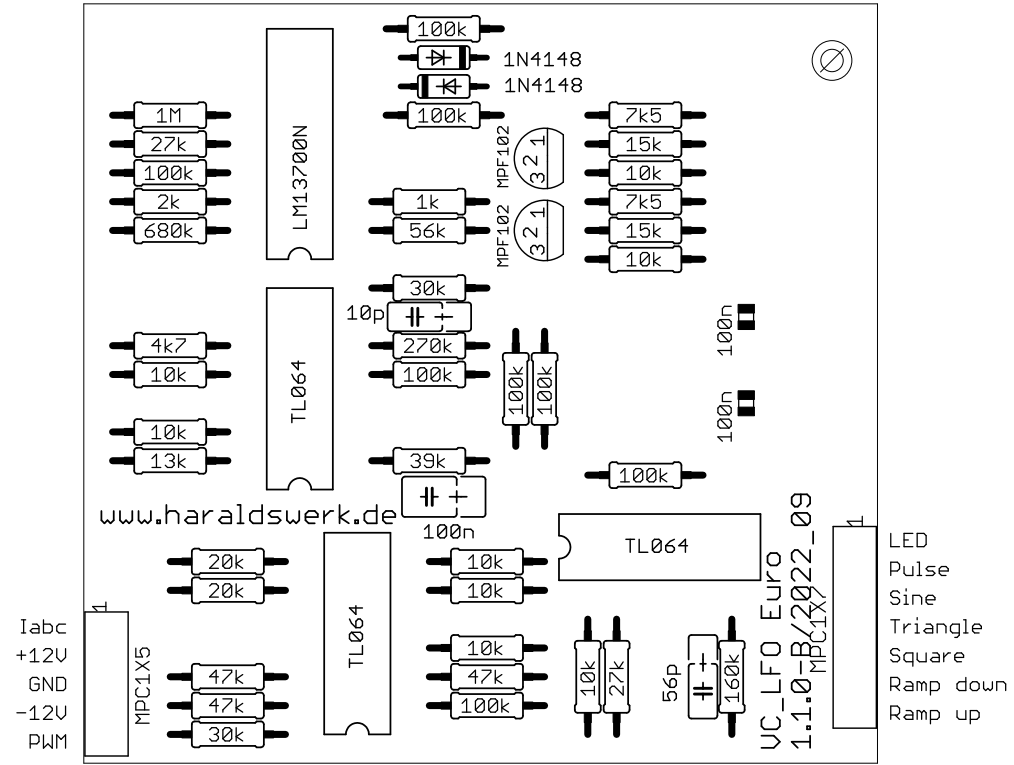 100k
1N4148
1N4148
100k
1M
27k
100k
2k
680k
LM13700N
MPF102
1
2
3
MPF102
1
2
3
7k5
15k
10k
7k5
15k
10k
1k
56k
30k
10p
270k
100k
100n
100n
4k7
10k
10k
13k
TL064
100k
100k
39k
100n
100k
www.haraldswerk.de
20k
20k
TL064
10k
10k
TL064
VC_LFO Euro
1.1.0-B/2022_09
1
MPC1X7
LED
Pulse
Sine
Triangle
Square
Ramp down
Ramp up
1
Iabc
+12V
GND
-12V
PWM
MPC1X5
47k
47k
30k
10k
47k
100k
10k
27k
56p
160k